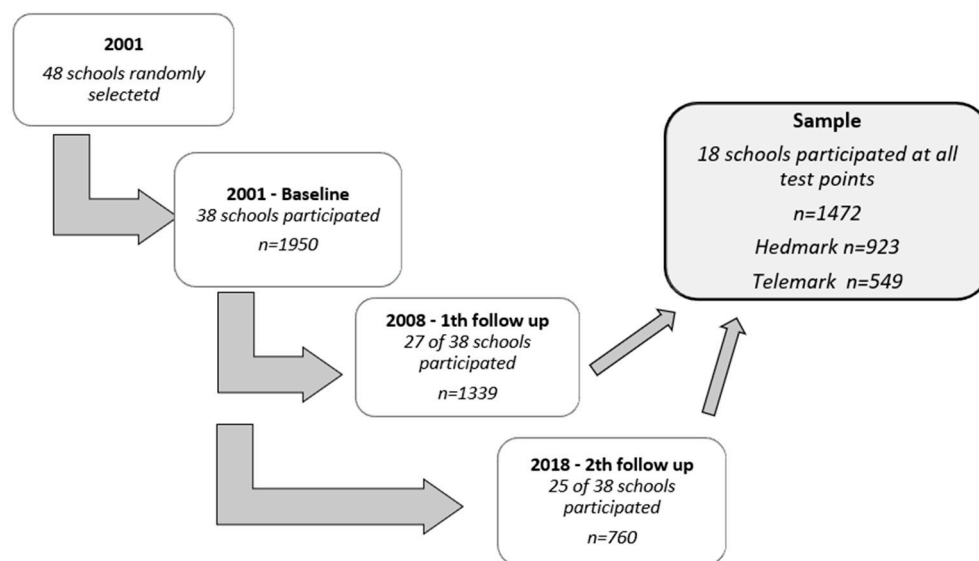 2001
48 schools randomly
selectetd
2001 - Baseline
38 schools participated
n=1950
2008 - 1th follow up
27 of 38 schools
participated
n=1339
2018 - 2th follow up
25 of 38 schools
participated
n=760
Sample
18 schools participated at all
test points
n=1472
Hedmark n=923
Telemark n=549